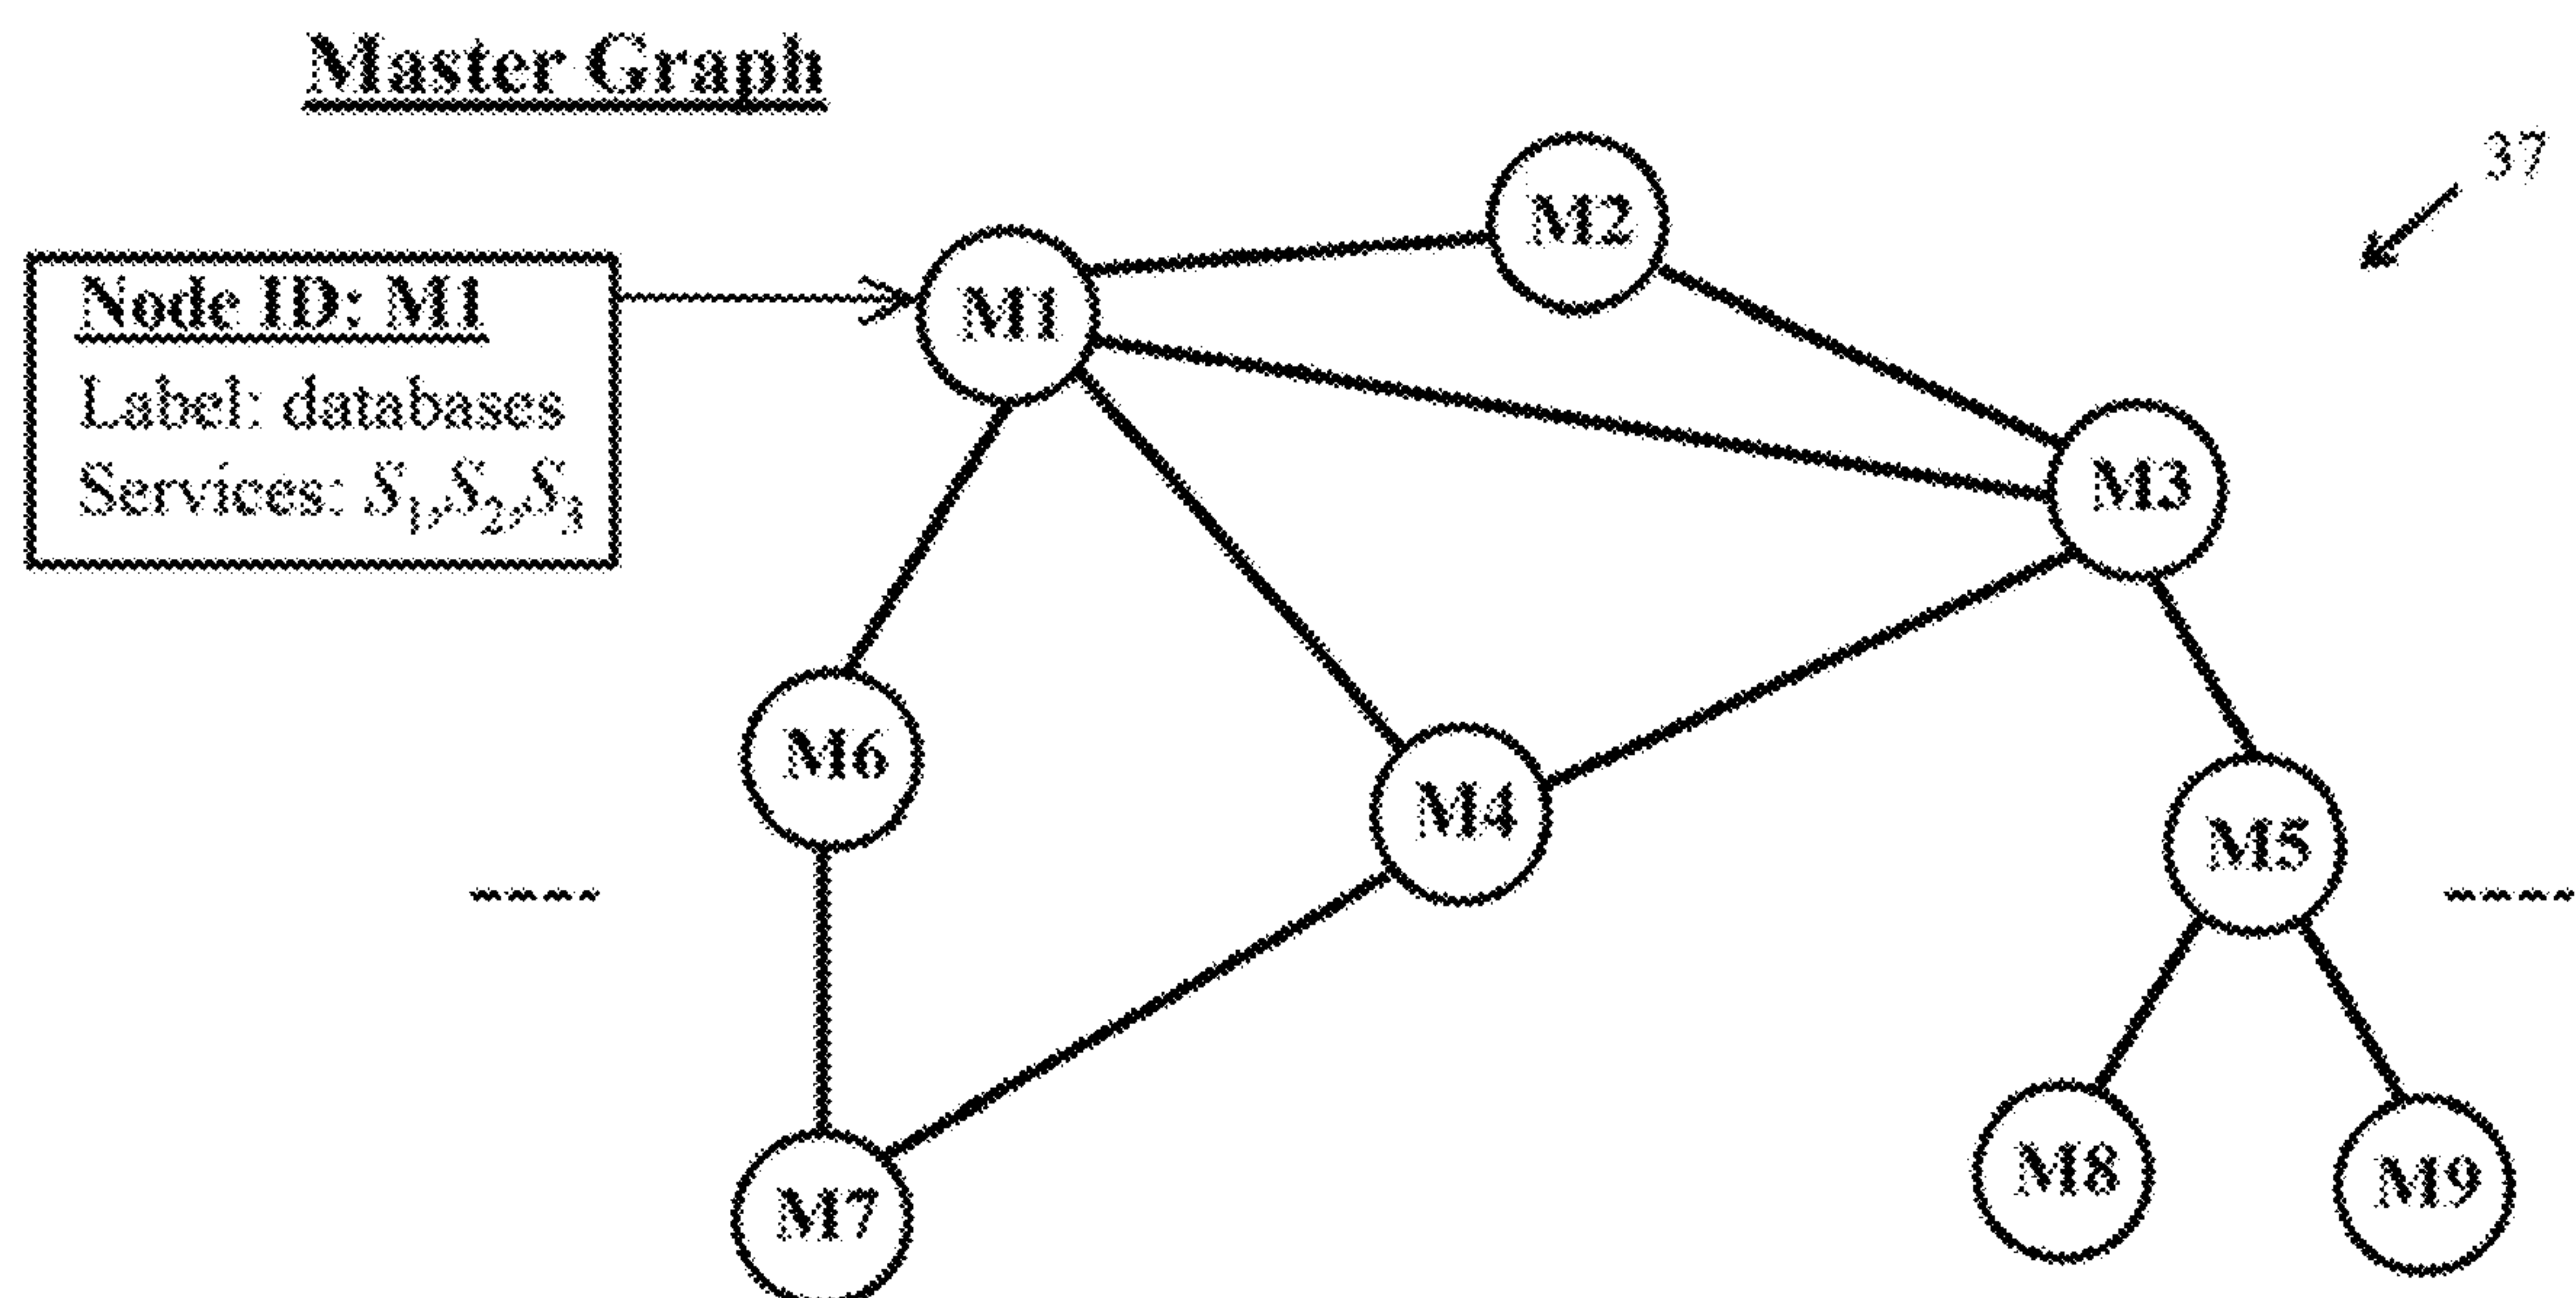 Master Graph
37
M2
Node ID: M1
M1
Label: databases
Services: S₁,S₂,S₃
M3
M6
M4
M5
M8
M9
M7